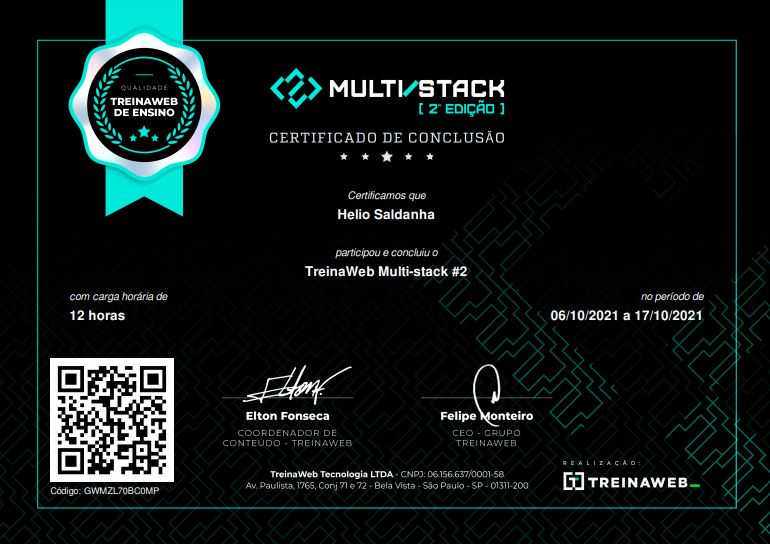 QUALIDADE
TREINAWEB
DE ENSINO
MULTI/STACK
[ 2ª EDIÇÃO ]
CERTIFICADO DE CONCLUSÃO
Certificamos que
Helio Saldanha
participou e concluiu o
TreinaWeb Multi-stack #2
com carga horária de
12 horas
no período de
06/10/2021 a 17/10/2021
Elton Fonseca
COORDENADOR DE
CONTEÚDO - TREINAWEB
Felipe Monteiro
CEO - GRUPO
TREINAWEB
TreinaWeb Tecnologia LTDA - CNPJ: 06.156.637/0001-58
Av. Paulista, 1765, Conj 71 e 72 - Bela Vista - São Paulo - SP - 01311-200
Código: GWMZL70BC0MP
REALIZAÇÃO:
TREINAWEB